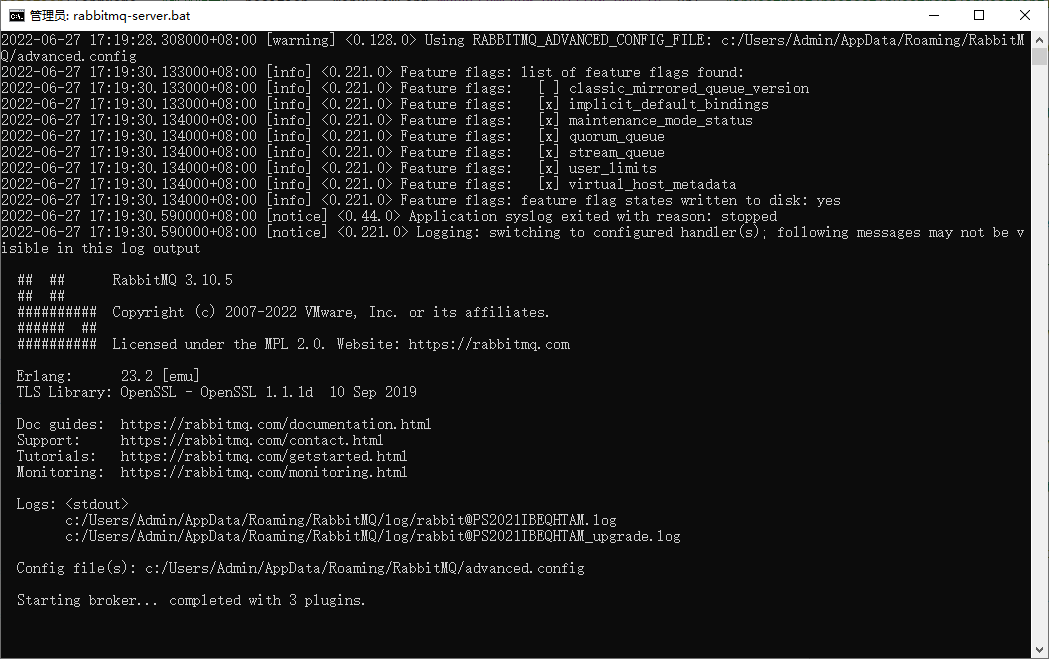 管理员: rabbitmq-server.bat
2022-06-27 17:19:28.308000+08:00 [warning] <0.128.0> Using RABBITMQ_ADVANCED_CONFIG_FILE: c:/Users/Admin/AppData/Roaming/RabbitM
Q/advanced.config
2022-06-27 17:19:30.133000+08:00 [info] <0.221.0> Feature flags: list of feature flags found:
2022-06-27 17:19:30.133000+08:00 [info] <0.221.0> Feature flags:   [ ] classic_mirrored_queue_version
2022-06-27 17:19:30.133000+08:00 [info] <0.221.0> Feature flags:   [x] implicit_default_bindings
2022-06-27 17:19:30.134000+08:00 [info] <0.221.0> Feature flags:   [x] maintenance_mode_status
2022-06-27 17:19:30.134000+08:00 [info] <0.221.0> Feature flags:   [x] quorum_queue
2022-06-27 17:19:30.134000+08:00 [info] <0.221.0> Feature flags:   [x] stream_queue
2022-06-27 17:19:30.134000+08:00 [info] <0.221.0> Feature flags:   [x] user_limits
2022-06-27 17:19:30.134000+08:00 [info] <0.221.0> Feature flags:   [x] virtual_host_metadata
2022-06-27 17:19:30.134000+08:00 [info] <0.221.0> Feature flags: feature flag states written to disk: yes
2022-06-27 17:19:30.590000+08:00 [notice] <0.44.0> Application syslog exited with reason: stopped
2022-06-27 17:19:30.590000+08:00 [notice] <0.221.0> Logging: switching to configured handler(s); following messages may not be v
isible in this log output
  ##  ##      RabbitMQ 3.10.5
  ##  ##
  ##########  Copyright (c) 2007-2022 VMware, Inc. or its affiliates.
  ######  ##
  ##########  Licensed under the MPL 2.0. Website: https://rabbitmq.com
  Erlang:      23.2 [emu]
  TLS Library: OpenSSL - OpenSSL 1.1.1d  10 Sep 2019
  Doc guides:  https://rabbitmq.com/documentation.html
  Support:     https://rabbitmq.com/contact.html
  Tutorials:   https://rabbitmq.com/getstarted.html
  Monitoring:  https://rabbitmq.com/monitoring.html
  Logs: <stdout>
        c:/Users/Admin/AppData/Roaming/RabbitMQ/log/rabbit@PS2021IBEQHTAM.log
        c:/Users/Admin/AppData/Roaming/RabbitMQ/log/rabbit@PS2021IBEQHTAM_upgrade.log
  Config file(s): c:/Users/Admin/AppData/Roaming/RabbitMQ/advanced.config
  Starting broker... completed with 3 plugins.